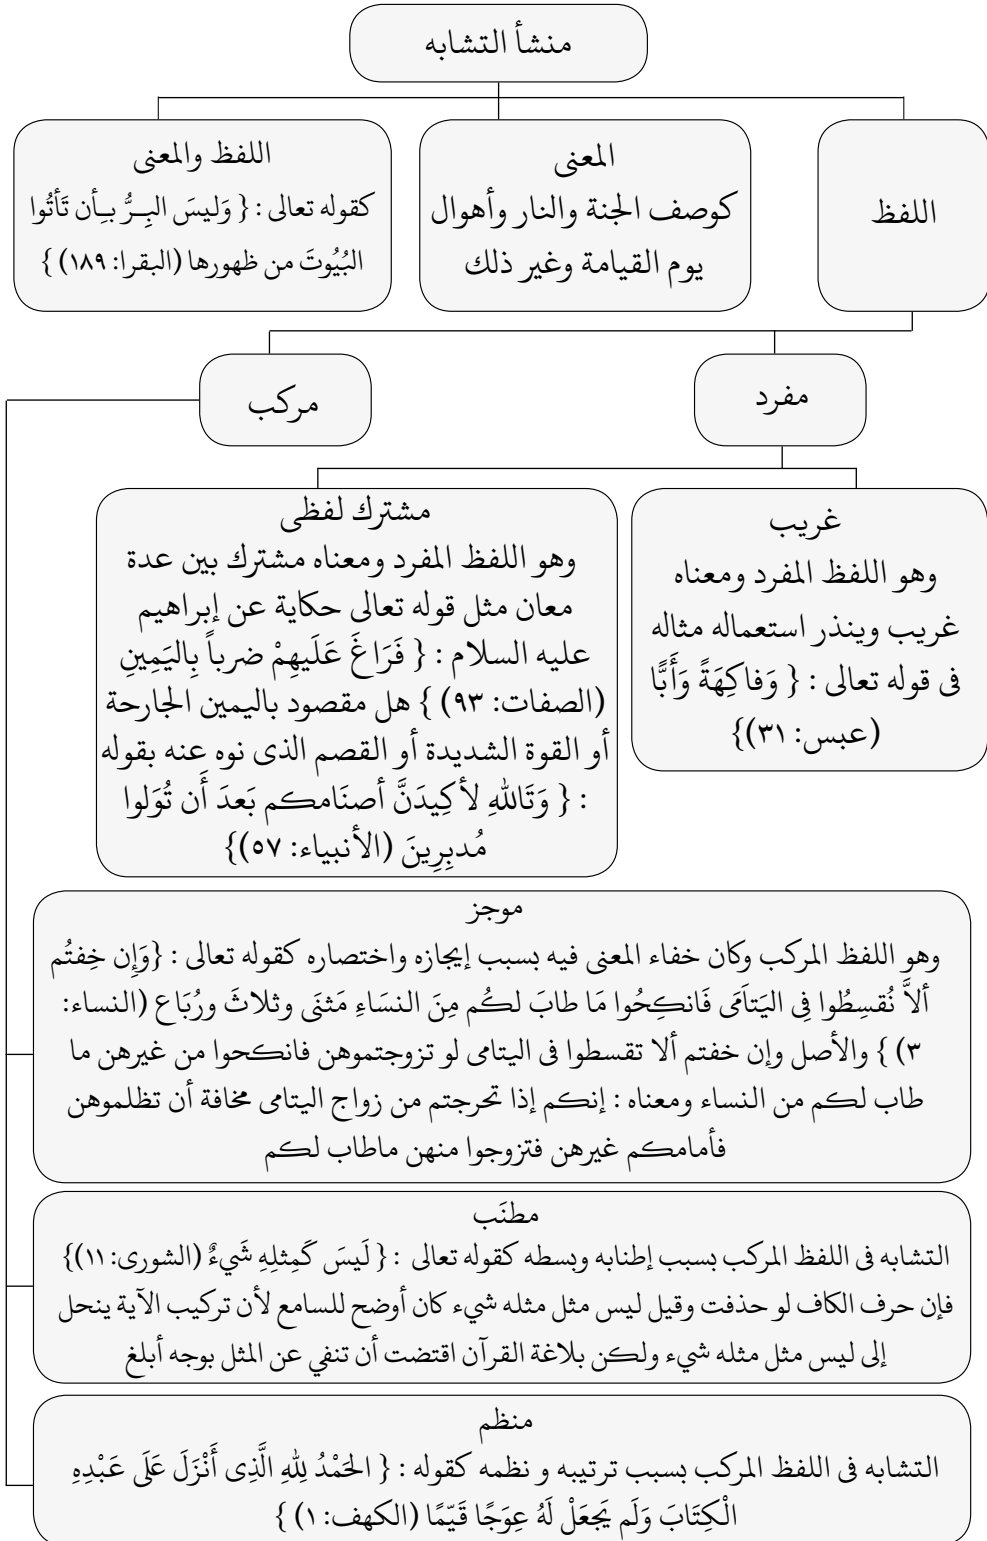 منشأ التشابه
اللفظ
المعنى
كوصف الجنة والنار وأهوال
يوم القيامة وغير ذلك
اللفظ والمعنى
كقوله تعالى : { وَليسَ البِرُّ بِأن تَأتُوا
البُيُوتَ من ظهورها (البقرا: ١٨٩) }
مفرد
مركب
غريب
وهو اللفظ المفرد ومعناه
غريب وينذر استعماله مثاله
فى قوله تعالى : { وَفاكِهَةً وَأَبًّا
(عبس: ٣١)}
مشترك لفظى
وهو اللفظ المفرد ومعناه مشترك بين عدة
معان مثل قوله تعالى حكاية عن إبراهيم
عليه السلام : { فَرَاغَ عَلَيهِمْ ضرباً بِاليَمِينِ
(الصفات: ٩٣) } هل مقصود باليمين الجارحة
أو القوة الشديدة أو القصم الذى نوه عنه بقوله
: { وَتَاللهِ لأكِيدَنَّ أصنَامكم بَعدَ أَن تُوَلوا
مُدبِرِينَ (الأنبياء: ٥٧)}
موجز
وهو اللفظ المركب وكان خفاء المعنى فيه بسبب إيجازه واختصاره كقوله تعالى : {وَإِن خِفتُم
ألاَّ نُقسِطُوا فِى اليَتاَمَى فَانكِحُوا مَا طابَ لكُم مِنَ النسَاءِ مَثنَى وثلاثَ ورُبَاع (النساء:
٣) } والأصل وإن خفتم ألا تقسطوا فى اليتامى لو تزوجتموهن فانكحوا من غيرهن ما
طاب لكم من النساء ومعناه : إنكم إذا تحرجتم من زواج اليتامى مخافة أن تظلموهن
فأمامكم غيرهن فتزوجوا منهن ماطاب لكم
مطنَب
التشابه فى اللفظ المركب بسبب إطنابه وبسطه كقوله تعالى : { لَيسَ كَمِثلِهِ شَيءٌ (الشورى: ١١)}
فإن حرف الكاف لو حذفت وقيل ليس مثل مثله شيء كان أوضح للسامع لأن تركيب الآية ينحل
إلى ليس مثل مثله شيء ولكن بلاغة القرآن اقتضت أن تنفي عن المثل بوجه أبلغ
منظم
التشابه فى اللفظ المركب بسبب ترتيبه و نظمه كقوله : { الحَمْدُ لِلهِ الَّذِى أَنْزَلَ عَلَى عَبْدِهِ
الْكِتَابَ وَلَم يَجعَلْ لَهُ عِوَجًا قَيّمًا (الكهف: ١) }